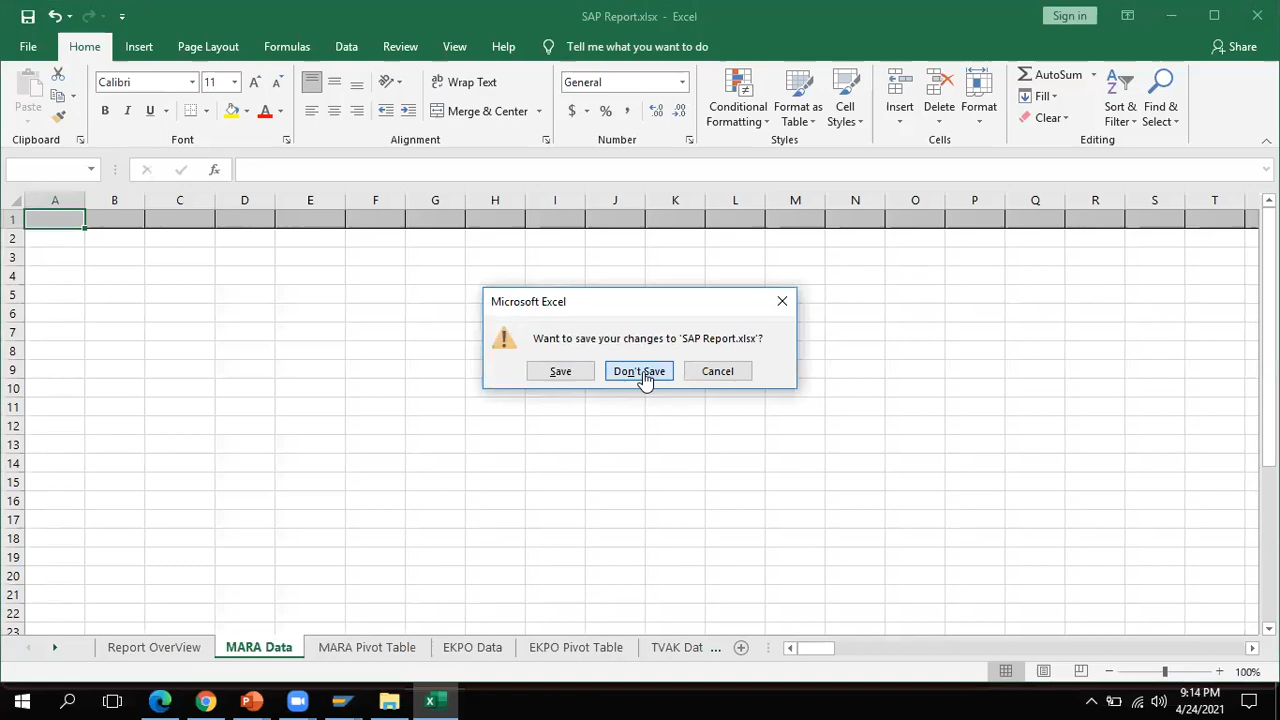 SAP Report.xlsx - Excel
Sign in
File Home Insert Page Layout Formulas Data Review View Help Tell me what you want to do Share
Calibri 11 Wrap Text General
Paste Conditional Formatting Format as Table Cell Styles Insert Delete Format AutoSum Fill Clear Sort & Filter Find & Select
B I U A Merge & Center $ % ,
Clipboard Font Alignment Number Styles Cells Editing
fx
A B C D E F G H I J K L M N O P Q R S T
1
2
3
4
5
6
7
8
9
10
11
12
13
14
15
16
17
18
19
20
21
22
23
Microsoft Excel
Want to save your changes to 'SAP Report.xlsx'?
Save Don't Save Cancel
Report OverView MARA Data MARA Pivot Table EKPO Data EKPO Pivot Table TVAK Dat ...
100%
9:14 PM
4/24/2021